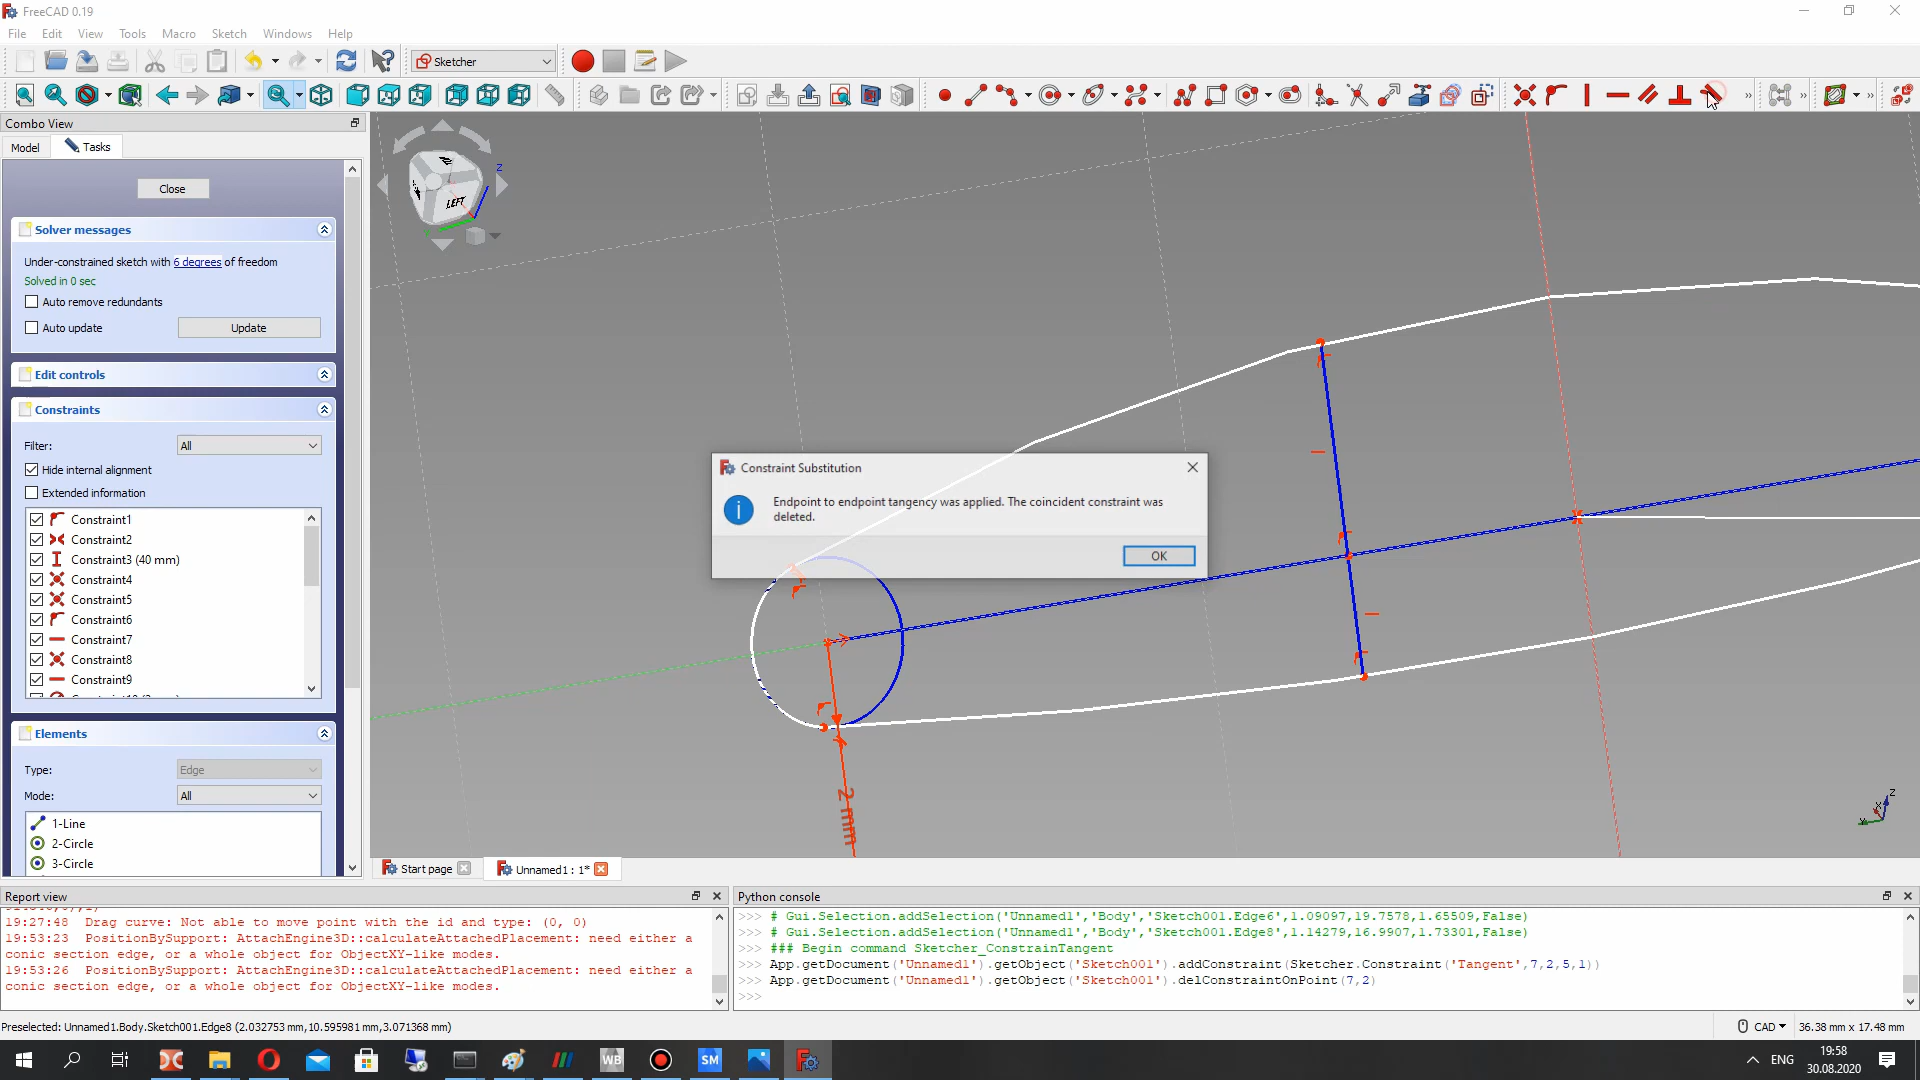 FreeCAD 0.19
File Edit View Tools Macro Sketch Windows Help
Sketcher
Combo View
Model Tasks
Close
Solver messages
Under-constrained sketch with 6 degrees of freedom
Solved in 0 sec
Auto remove redundants
Auto update Update
Edit controls
Constraints
Filter: All
Hide internal alignment
Extended information
Constraint1
Constraint2
Constraint3 (40 mm)
Constraint4
Constraint5
Constraint6
Constraint7
Constraint8
Constraint9
Elements
Type: Edge
Mode: All
1-Line
2-Circle
3-Circle
LEFT
Z
Constraint Substitution
Endpoint to endpoint tangency was applied. The coincident constraint was
deleted.
OK
2 mm
Z
X
Y
Start page Unnamed1 : 1*
Report view
19:27:48 Drag curve: Not able to move point with the id and type: (0, 0)
19:53:23 PositionBySupport: AttachEngine3D::calculateAttachedPlacement: need either a
conic section edge, or a whole object for ObjectXY-like modes.
19:53:26 PositionBySupport: AttachEngine3D::calculateAttachedPlacement: need either a
conic section edge, or a whole object for ObjectXY-like modes.
Python console
>>> # Gui.Selection.addSelection('Unnamed1','Body','Sketch001.Edge6',1.09097,19.7578,1.65509,False)
>>> # Gui.Selection.addSelection('Unnamed1','Body','Sketch001.Edge8',1.14279,16.9907,1.73301,False)
>>> ### Begin command Sketcher_ConstrainTangent
>>> App.getDocument('Unnamed1').getObject('Sketch001').addConstraint(Sketcher.Constraint('Tangent',7,2,5,1))
>>> App.getDocument('Unnamed1').getObject('Sketch001').delConstraintOnPoint(7,2)
>>>
Preselected: Unnamed1.Body.Sketch001.Edge8 (2.032753 mm,10.595981 mm,3.071368 mm)
CAD 36.38 mm x 17.48 mm
WB SM
ENG
19:58
30.08.2020